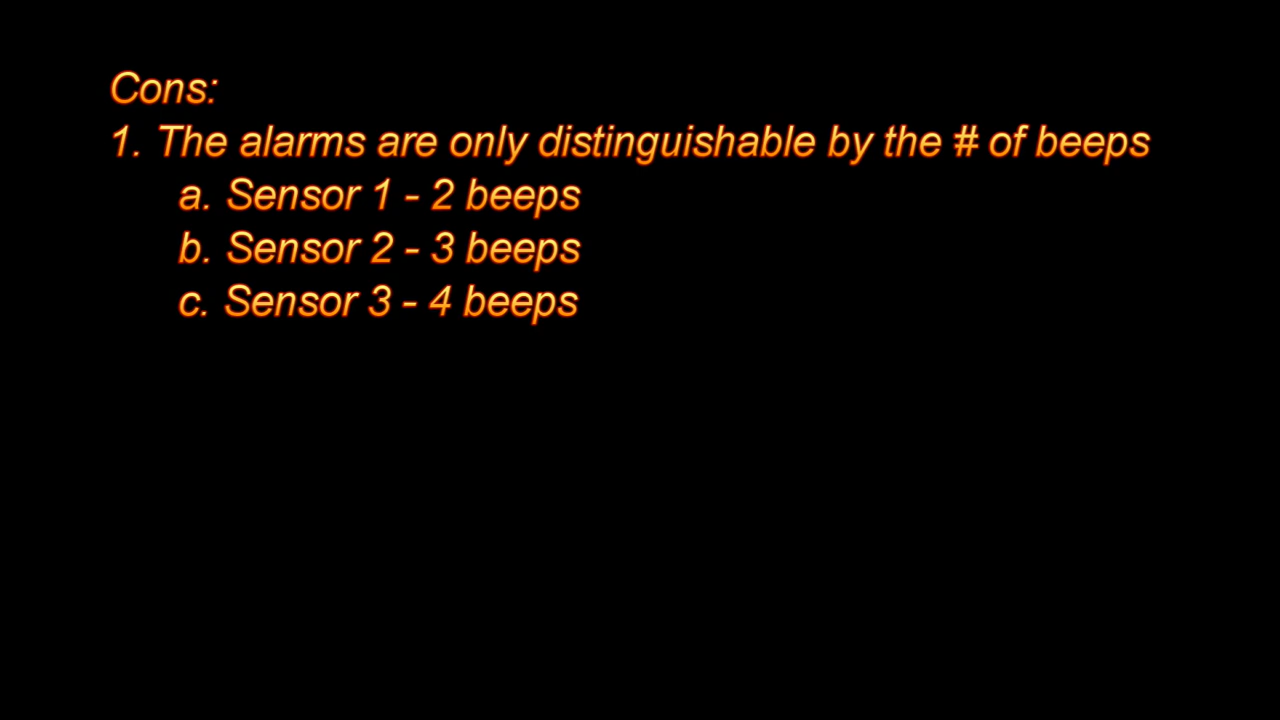 Cons:
1. The alarms are only distinguishable by the # of beeps
a. Sensor 1 - 2 beeps
b. Sensor 2 - 3 beeps
c. Sensor 3 - 4 beeps